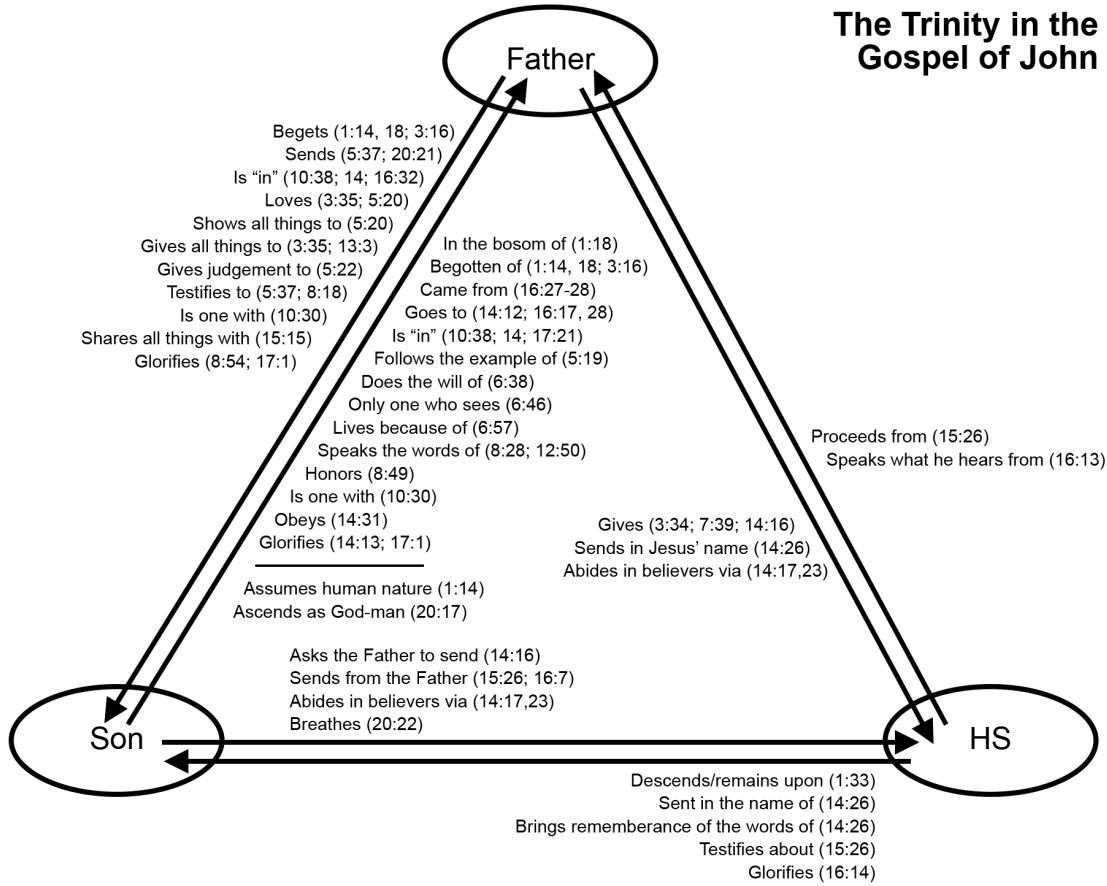 The Trinity in the
Gospel of John
Father
Begets (1:14, 18; 3:16)
Sends (5:37; 20:21)
Is “in” (10:38; 14; 16:32)
Loves (3:35; 5:20)
Shows all things to (5:20)
Gives all things to (3:35; 13:3)
Gives judgement to (5:22)
Testifies to (5:37; 8:18)
Is one with (10:30)
Shares all things with (15:15)
Glorifies (8:54; 17:1)
In the bosom of (1:18)
Begotten of (1:14, 18; 3:16)
Came from (16:27-28)
Goes to (14:12; 16:17, 28)
Is “in” (10:38; 14; 17:21)
Follows the example of (5:19)
Does the will of (6:38)
Only one who sees (6:46)
Lives because of (6:57)
Speaks the words of (8:28; 12:50)
Honors (8:49)
Is one with (10:30)
Obeys (14:31)
Glorifies (14:13; 17:1)
Assumes human nature (1:14)
Ascends as God-man (20:17)
Proceeds from (15:26)
Speaks what he hears from (16:13)
Gives (3:34; 7:39; 14:16)
Sends in Jesus’ name (14:26)
Abides in believers via (14:17,23)
Asks the Father to send (14:16)
Sends from the Father (15:26; 16:7)
Abides in believers via (14:17,23)
Breathes (20:22)
Son
HS
Descends/remains upon (1:33)
Sent in the name of (14:26)
Brings rememberance of the words of (14:26)
Testifies about (15:26)
Glorifies (16:14)